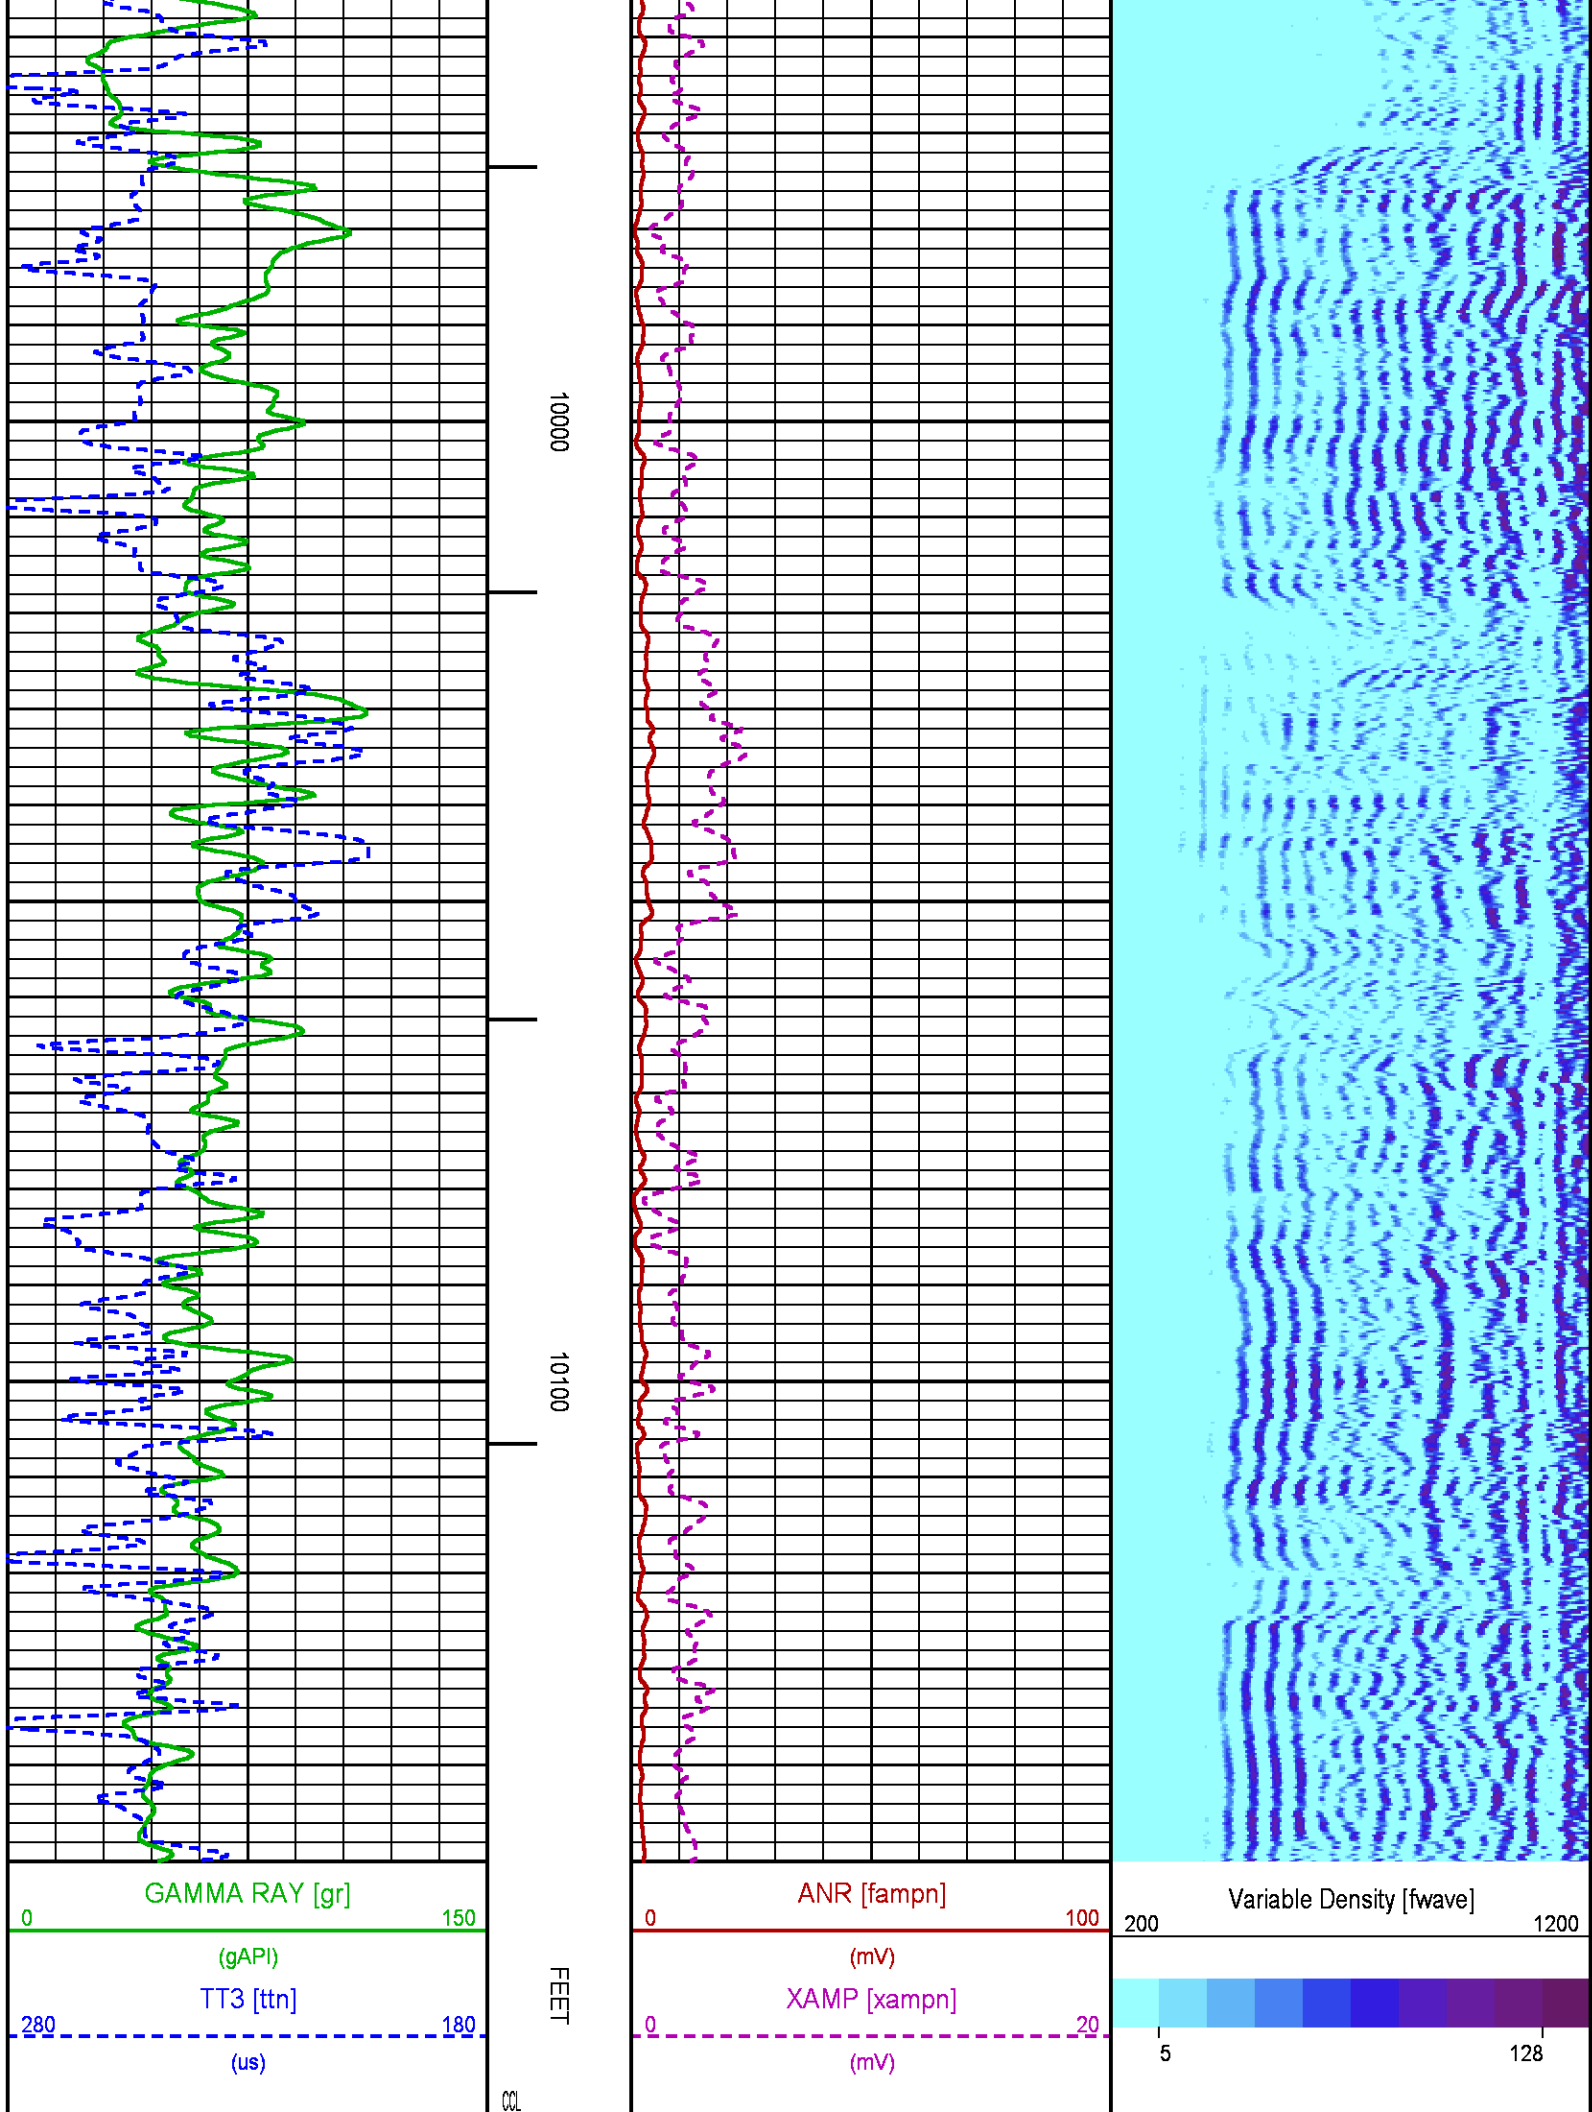 10000
10100
GAMMA RAY [gr]
0 150
(gAPI)
TT3 [ttn]
280 180
(us)
FEET
CCL
ANR [fampn]
0 100
(mV)
XAMP [xampn]
0 20
(mV)
Variable Density [fwave]
200 1200
5 128